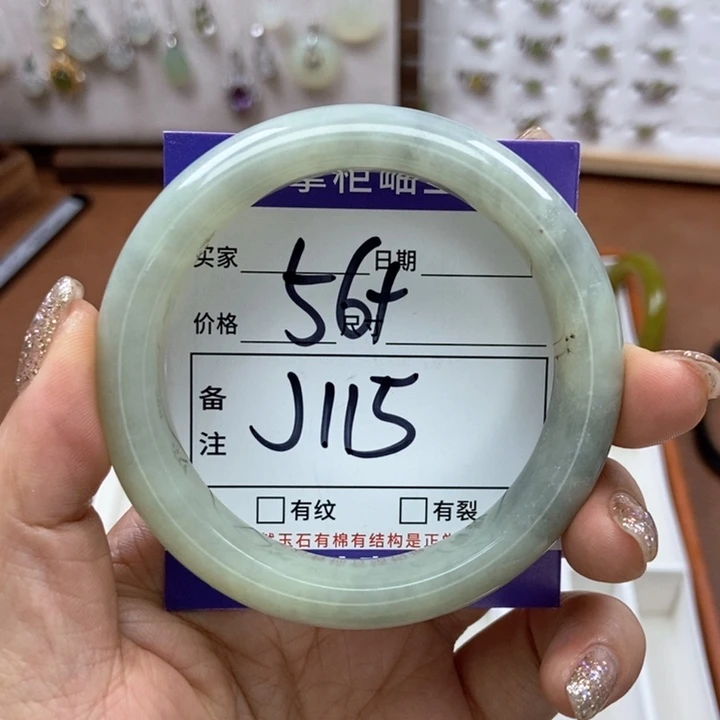 掌柜
买家 日期
56+
价格 尺寸
备注
J115
□有纹 □有裂
玉石有棉有结构是正